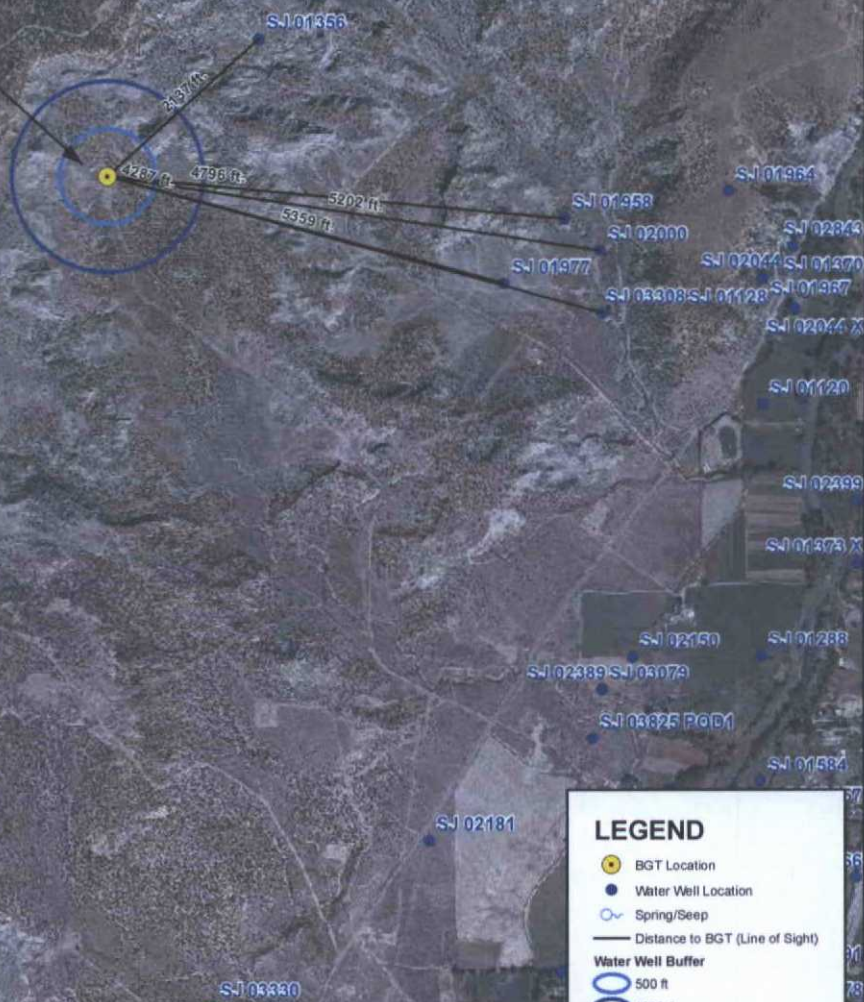 SJ 01356
2137 ft.
4287 ft.
4796 ft.
SJ 01964
5202 ft.
SJ 01958
5359 ft.
SJ 02000
SJ 02843
SJ 02044
SJ 01370
SJ 01977
SJ 01967
SJ 03308
SJ 01128
SJ 02044 X
SJ 01120
SJ 02399
SJ 01373 X
SJ 02150
SJ 01288
SJ 02389
SJ 03079
SJ 03825 POD1
SJ 01584
SJ 02181
LEGEND
BGT Location
Water Well Location
Spring/Seep
Distance to BGT (Line of Sight)
Water Well Buffer
500 ft
SJ 03330